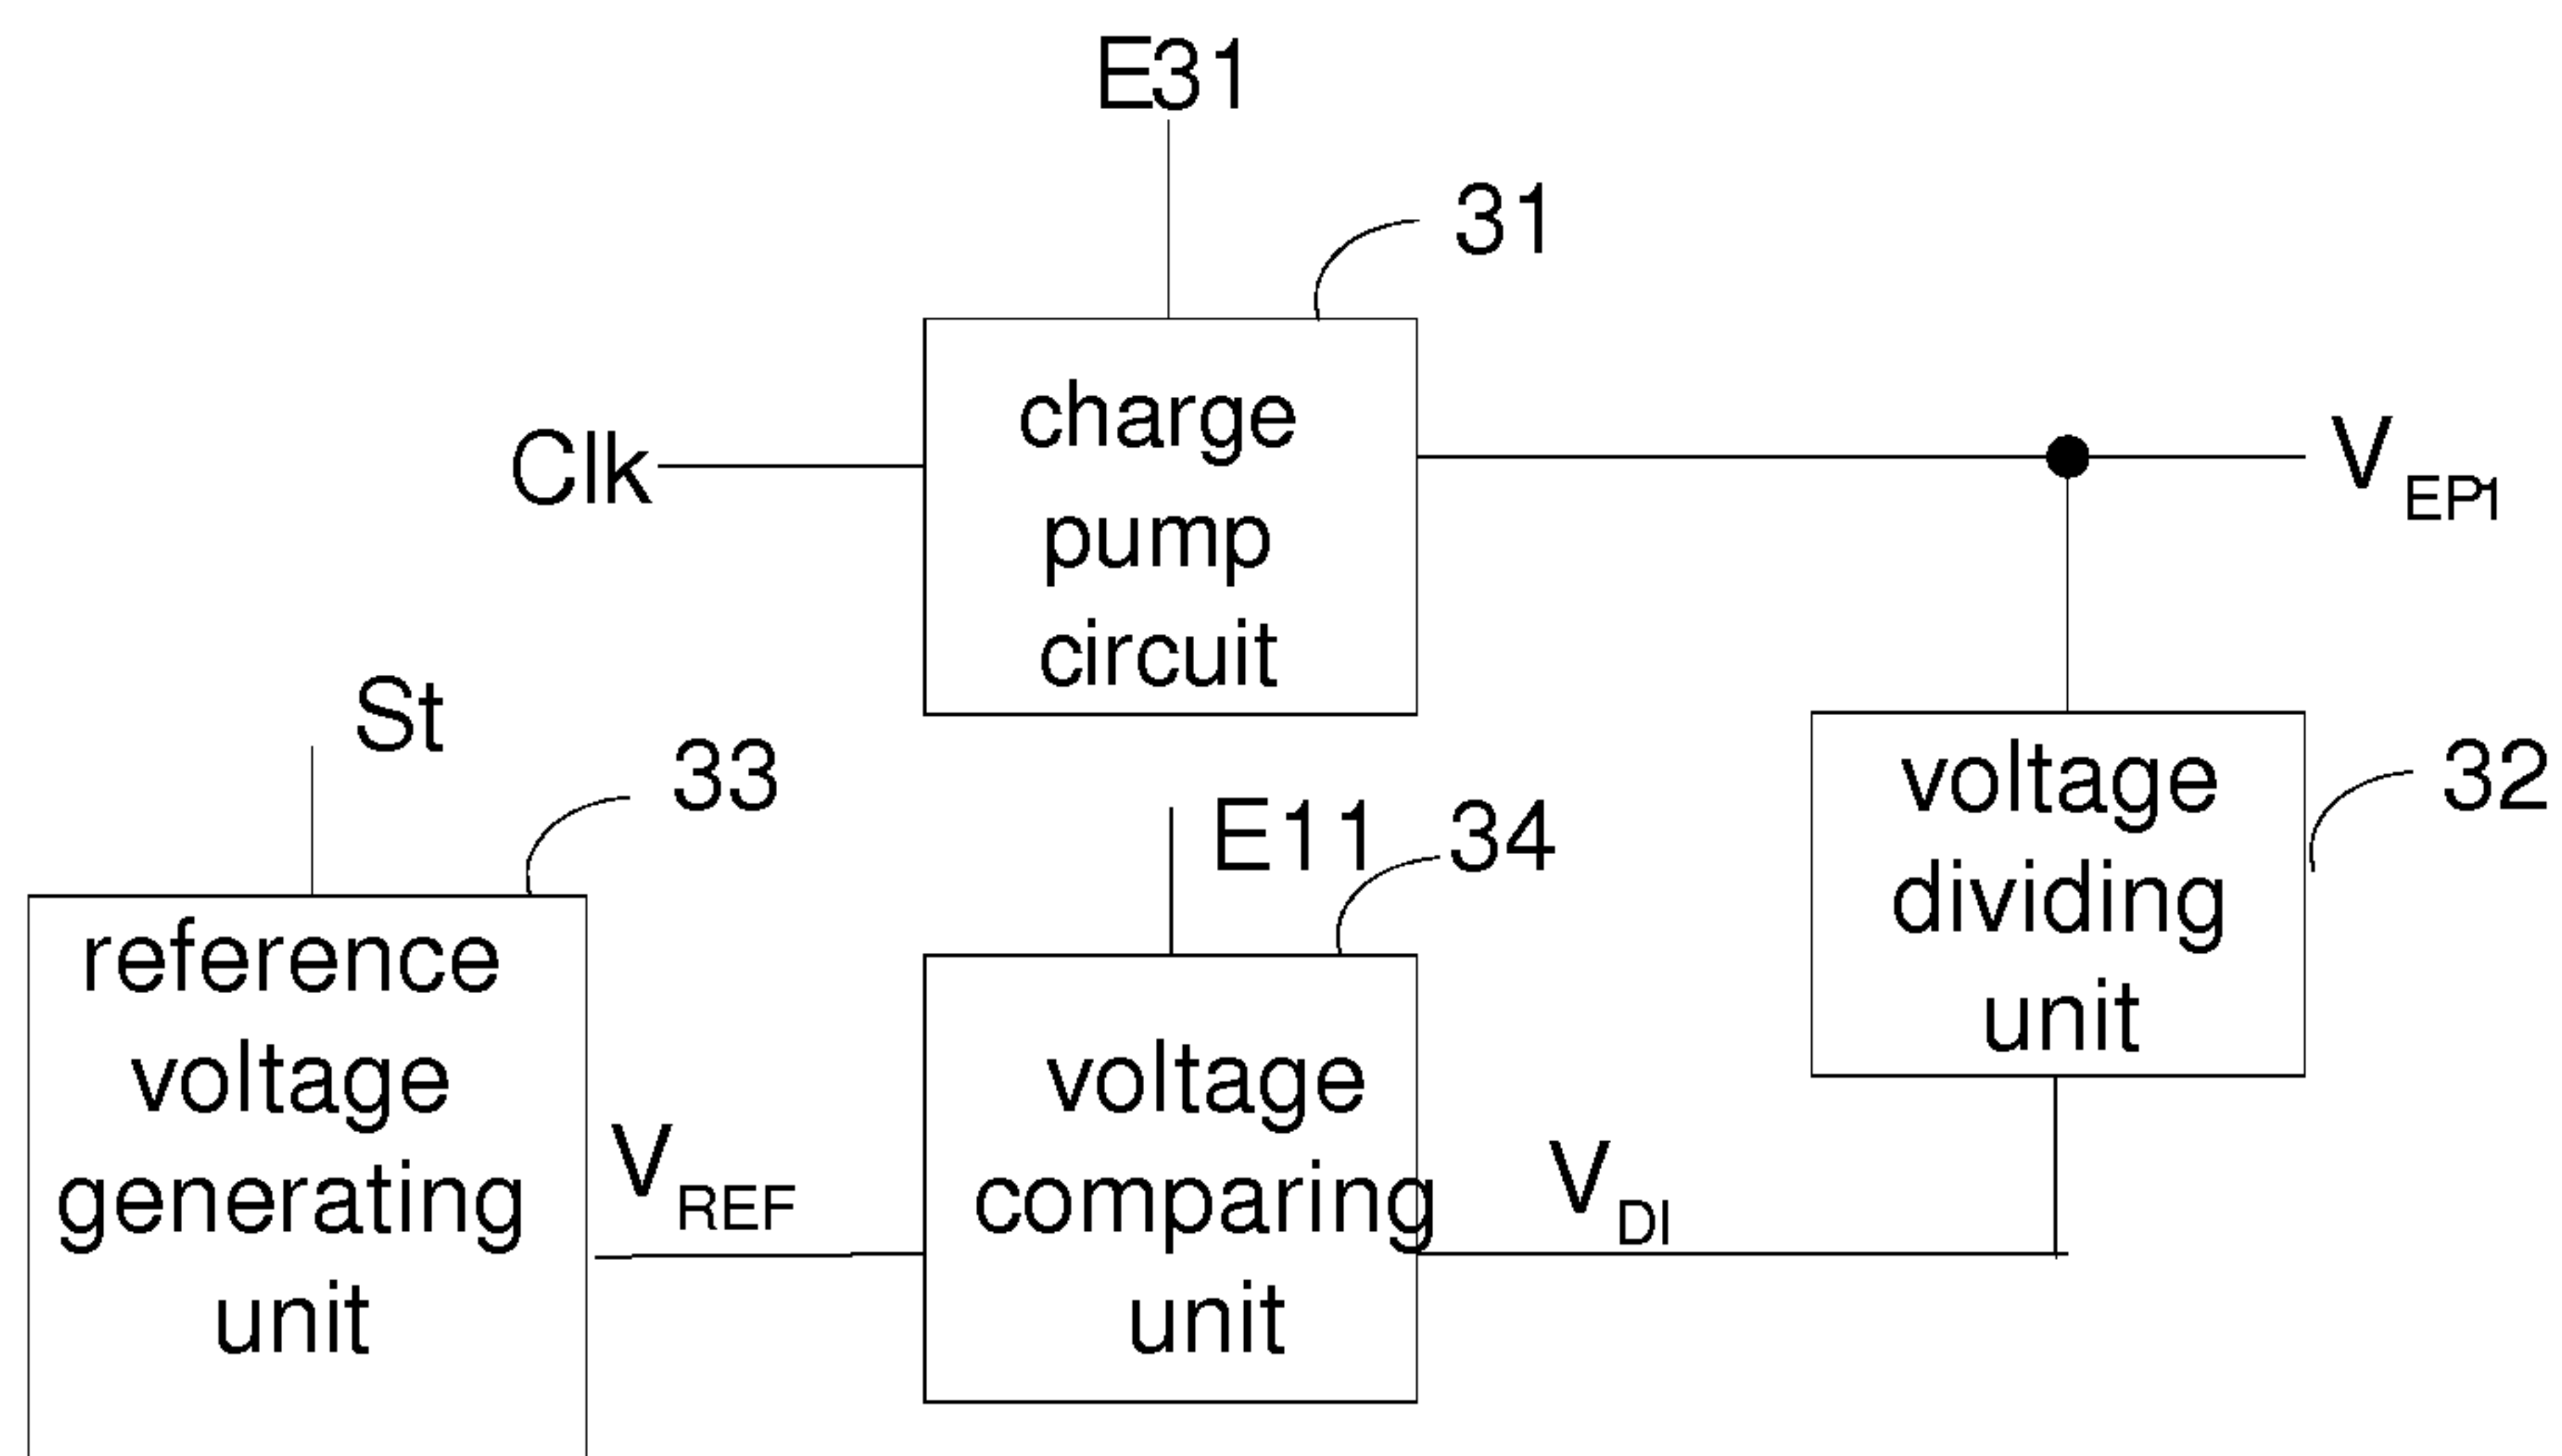 E31
31
charge
pump
circuit
Clk
V EP1
St
33
E11
34
32
voltage
dividing
unit
reference
voltage
generating
unit
V REF
voltage
comparing
unit
V DI